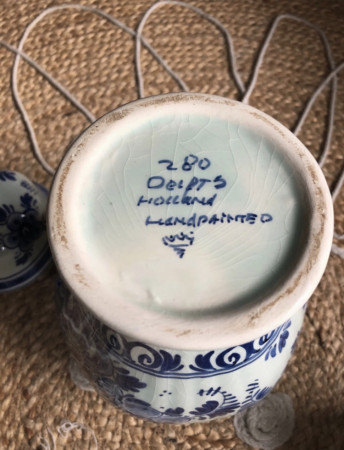 280
DELFTS
HOLLAND
HANDPAINTED